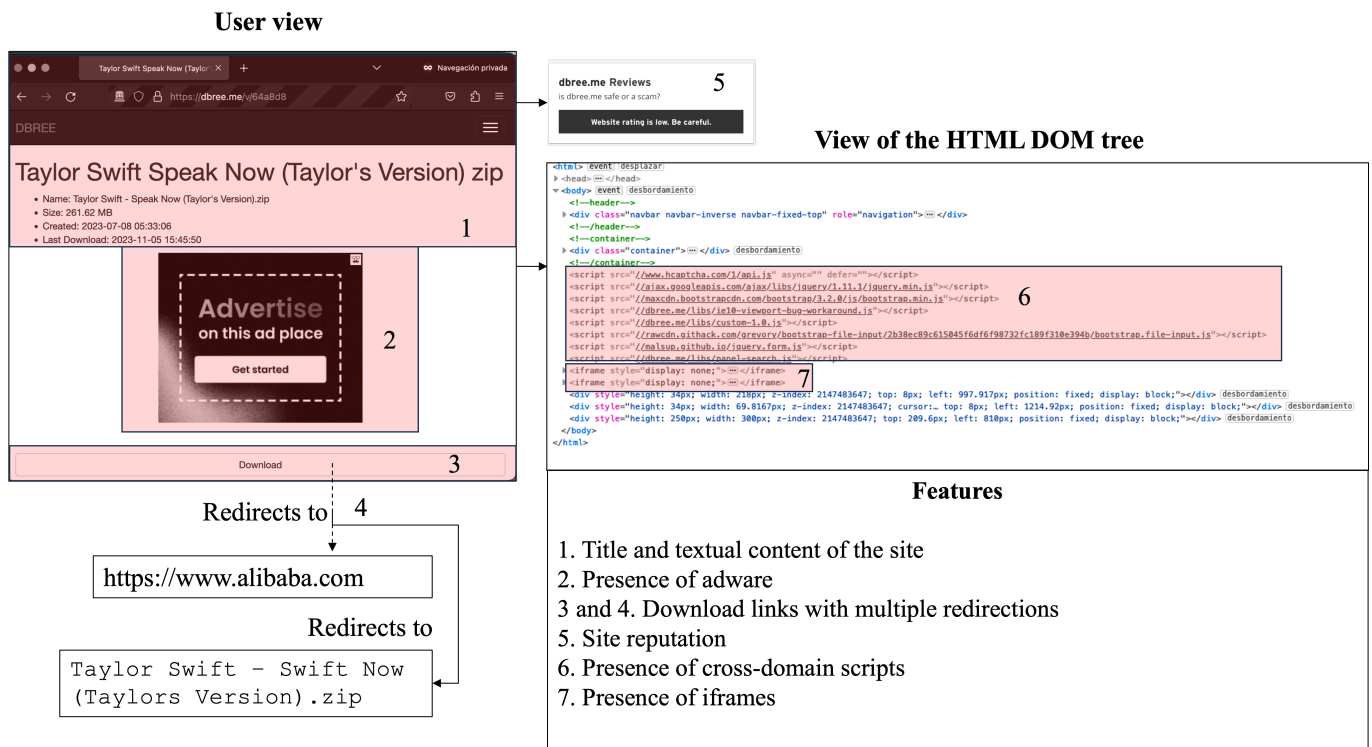 User view
Taylor Swift Speak Now (Taylor
Navegación privada
https://dbree.me/v/64a8d8
DBREE
Taylor Swift Speak Now (Taylor's Version) zip
• Name: Taylor Swift - Speak Now (Taylor's Version).zip
• Size: 261.62 MB
• Created: 2023-07-08 05:33:06
• Last Download: 2023-11-05 15:45:50
1
Advertise
on this ad place
Get started
2
Download
3
Redirects to
4
https://www.alibaba.com
Redirects to
Taylor Swift – Swift Now
(Taylors Version).zip
dbree.me Reviews
is dbree.me safe or a scam?
Website rating is low. Be careful.
5
View of the HTML DOM tree
<html> event desplazar
<head> ••• </head>
<body> event desbordamiento
<!--header-->
<div class="navbar navbar-inverse navbar-fixed-top" role="navigation"> ••• </div>
<!--/header-->
<!--container-->
<div class="container"> ••• </div> desbordamiento
<!--/container-->
<script src="//www.hcaptcha.com/1/api.js" async="" defer=""></script>
<script src="//ajax.googleapis.com/ajax/libs/jquery/1.11.1/jquery.min.js"></script>
<script src="//maxcdn.bootstrapcdn.com/bootstrap/3.2.0/js/bootstrap.min.js"></script>
<script src="//dbree.me/libs/ie10-viewport-bug-workaround.js"></script>
<script src="//dbree.me/libs/custom-1.0.js"></script>
<script src="//rawcdn.githack.com/grevory/bootstrap-file-input/2b38ec89c615045f6df6f98732fc189f310e394b/bootstrap.file-input.js"></script>
<script src="//malsup.github.io/jquery.form.js"></script>
<script src="//dbree.me/libs/panel-search.js"></script>
6
<iframe style="display: none;"> ••• </iframe>
<iframe style="display: none;"> ••• </iframe>
7
<div style="height: 34px; width: 218px; z-index: 2147483647; top: 8px; left: 997.917px; position: fixed; display: block;"></div> desbordamiento
<div style="height: 34px; width: 69.8167px; z-index: 2147483647; cursor:… top: 8px; left: 1214.92px; position: fixed; display: block;"></div> desbordamiento
<div style="height: 250px; width: 300px; z-index: 2147483647; top: 209.6px; left: 810px; position: fixed; display: block;"></div> desbordamiento
</body>
</html>
Features
1. Title and textual content of the site
2. Presence of adware
3 and 4. Download links with multiple redirections
5. Site reputation
6. Presence of cross-domain scripts
7. Presence of iframes